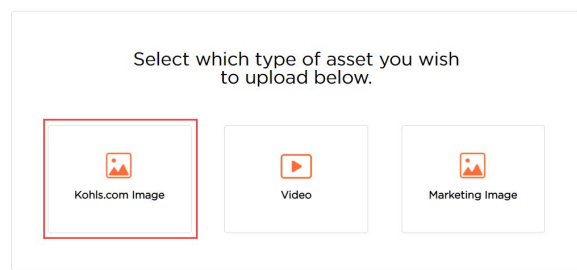 Select which type of asset you wish
to upload below.
Kohls.com Image
Video
Marketing Image